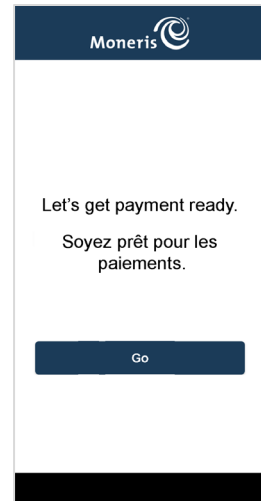 Moneris
Let's get payment ready.
Soyez prêt pour les
paiements.
Go